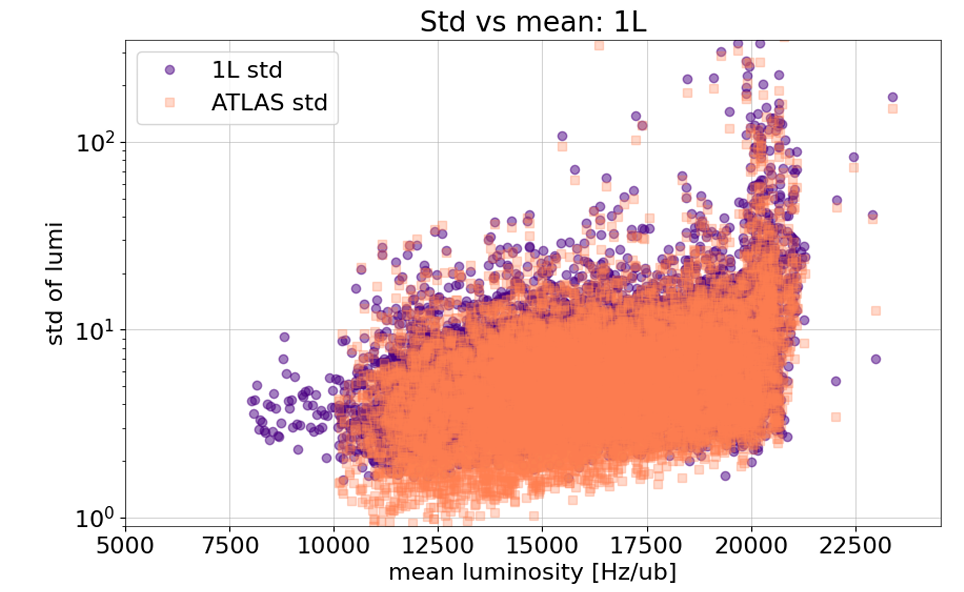 Std vs mean: 1L
1L std
ATLAS std
std of lumi
10²
10¹
10⁰
5000 7500 10000 12500 15000 17500 20000 22500
mean luminosity [Hz/ub]